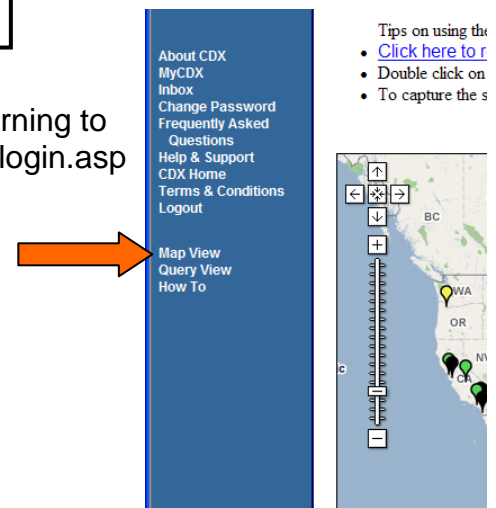 rning to
login.asp
About CDX
MyCDX
Inbox
Change Password
Frequently Asked
Questions
Help & Support
CDX Home
Terms & Conditions
Logout
Map View
Query View
How To
Tips on using the
• Click here to r
• Double click on
• To capture the s
BC
WA
OR
NV
CA
c